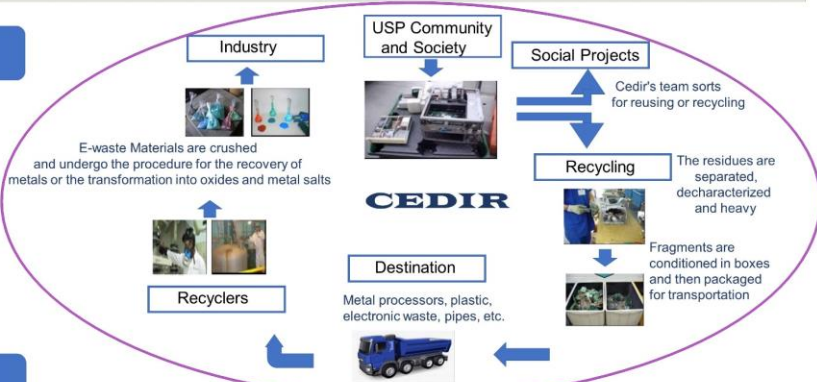 USP Community
and Society
Social Projects
Cedir's team sorts
for reusing or recycling
Recycling
The residues are
separated,
decharacterized
and heavy
Fragments are
conditioned in boxes
and then packaged
for transportation
Destination
Metal processors, plastic,
electronic waste, pipes, etc.
Recyclers
E-waste Materials are crushed
and undergo the procedure for the recovery of
metals or the transformation into oxides and metal salts
Industry
CEDIR